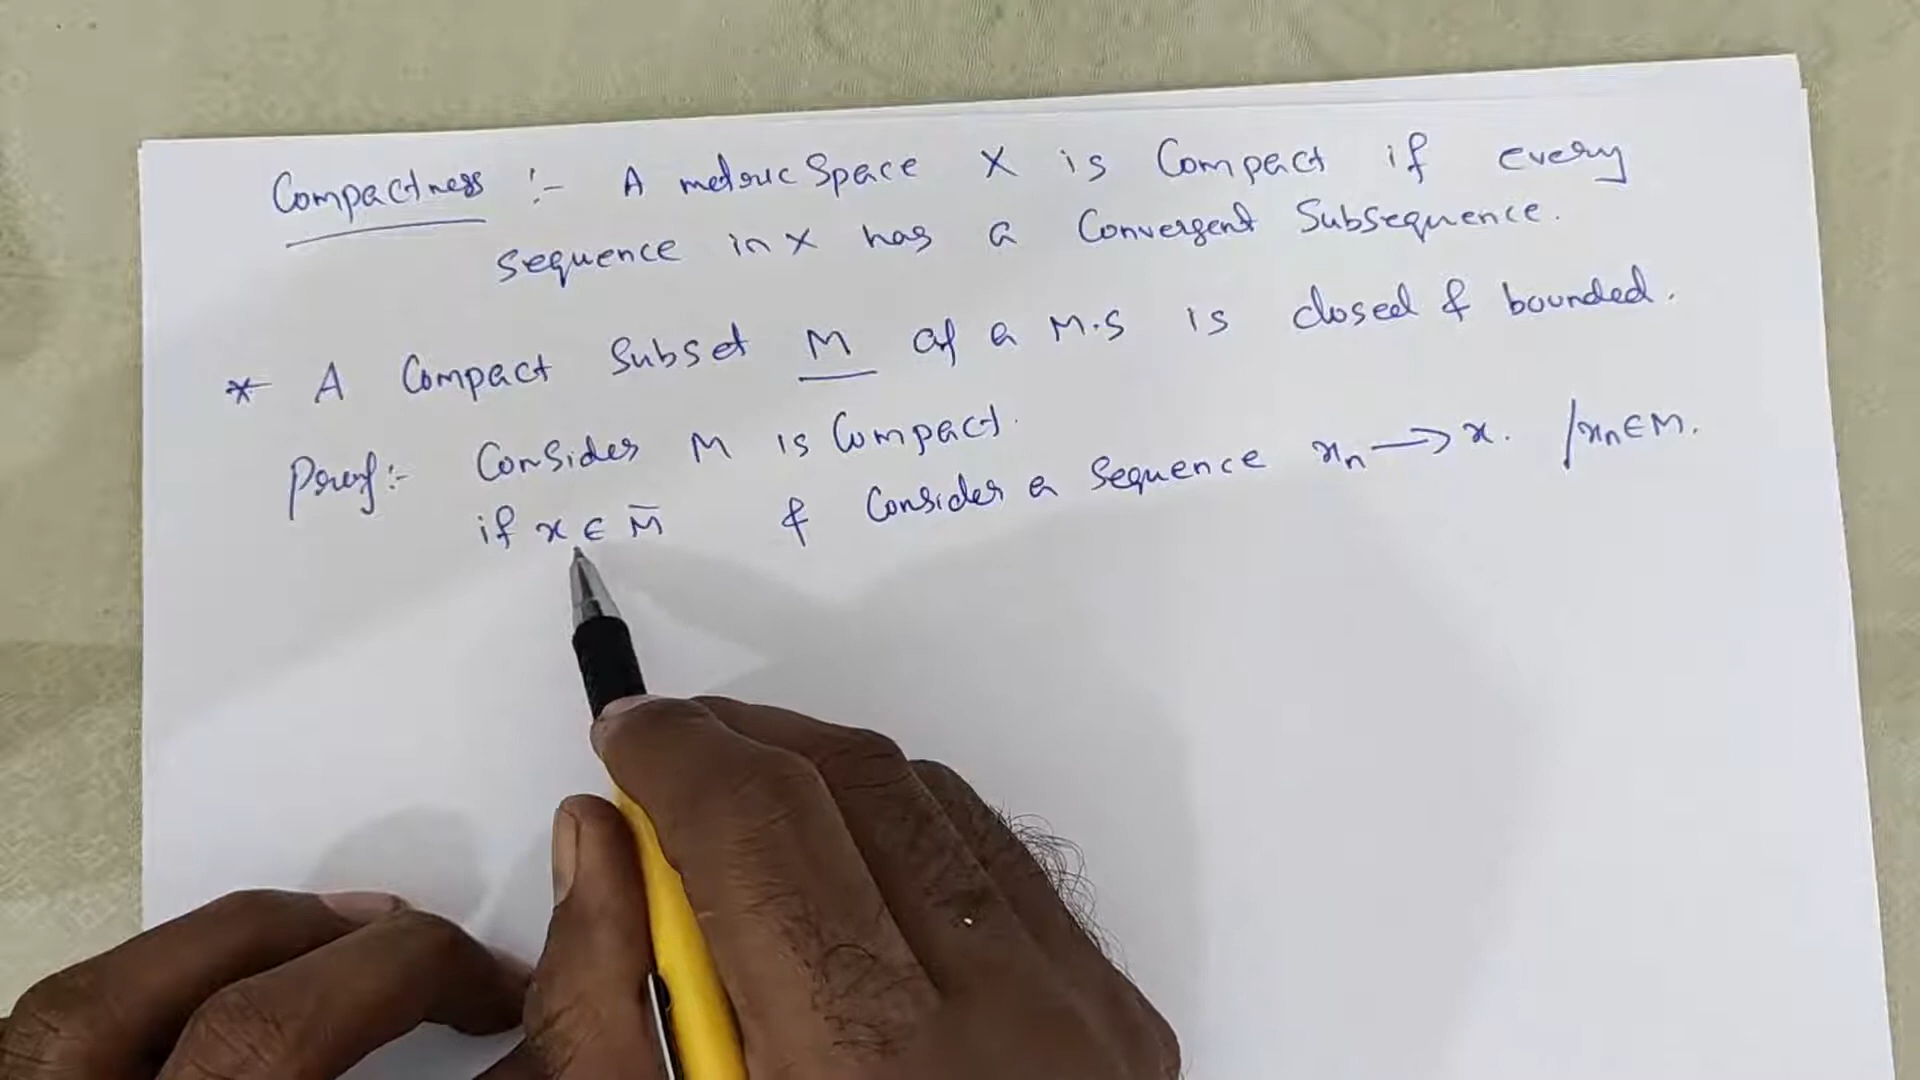 Compactness :- A metric Space X is Compact if every
sequence in X has a Convergent Subsequence.
* A Compact Subset M of a M.S is closed & bounded.
Proof:- Consider M is Compact.
if x ∈ M̅ & Consider a Sequence xₙ → x. /xₙ∈M.